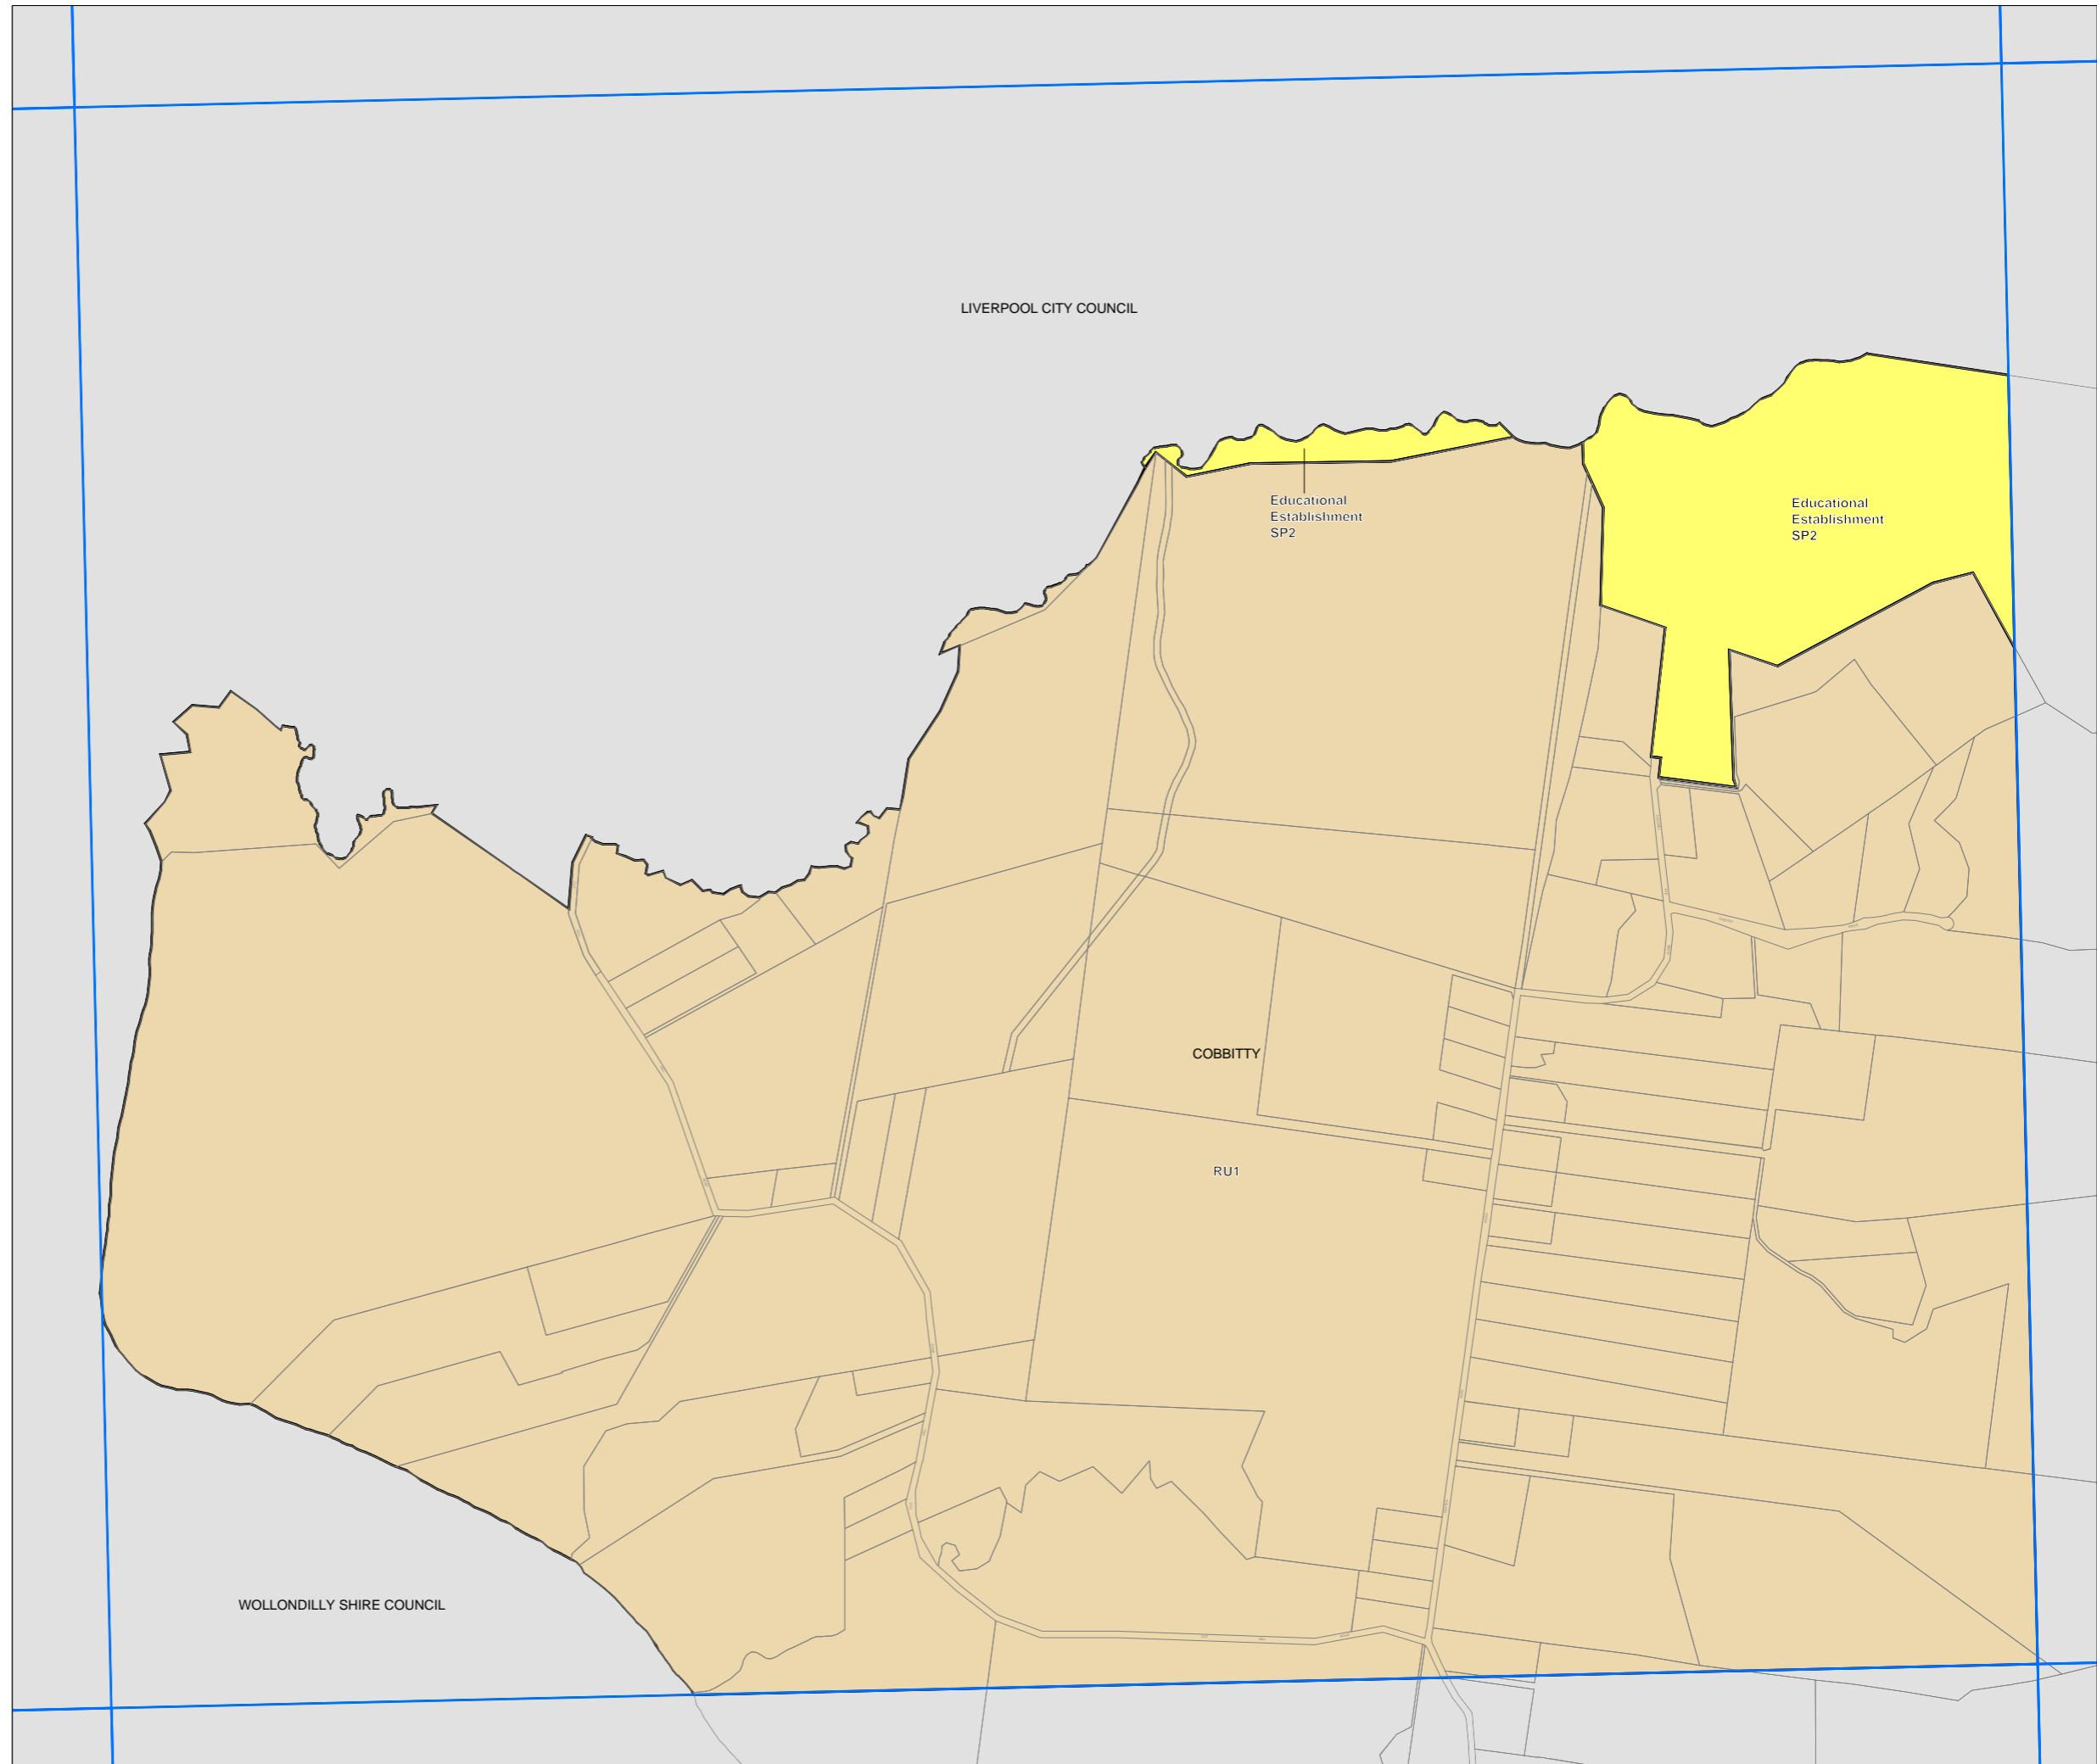 LIVERPOOL CITY COUNCIL
Educational
Establishment
SP2
Educational
Establishment
SP2
COBBITTY
RU1
WOLLONDILLY SHIRE COUNCIL